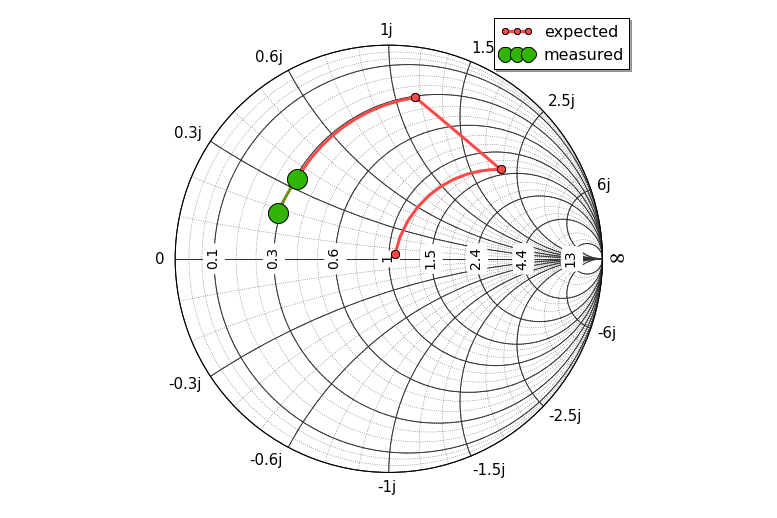 expected
measured
1j
1.5
0.6j
2.5j
0.3j
6j
0
0.1
0.3
0.6
1
1.5
2.4
4.4
13
∞
-6j
-0.3j
-2.5j
-0.6j
-1.5j
-1j